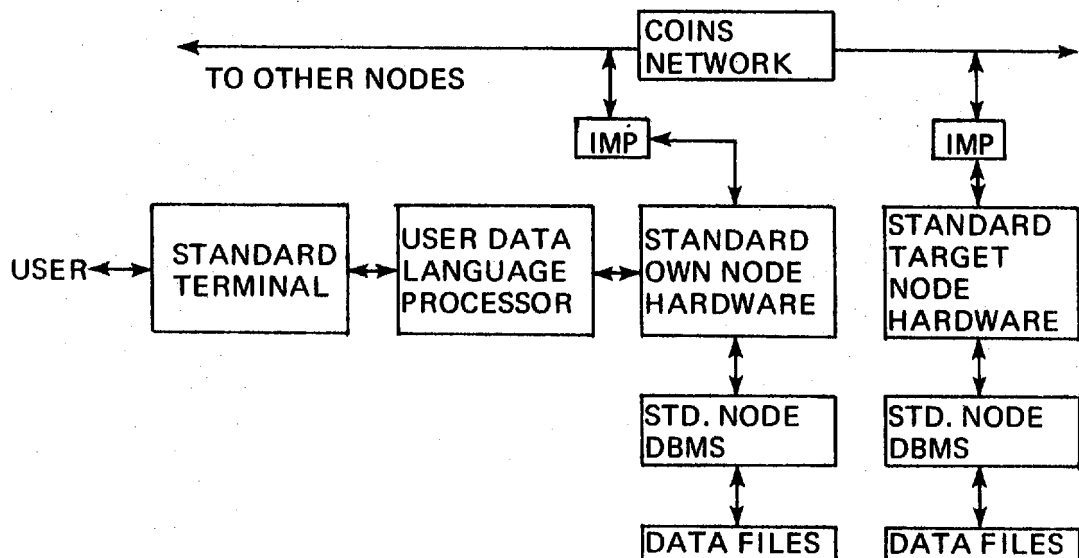 COINS
NETWORK
TO OTHER NODES
IMP
IMP
USER
STANDARD
TERMINAL
USER DATA
LANGUAGE
PROCESSOR
STANDARD
OWN NODE
HARDWARE
STANDARD
TARGET
NODE
HARDWARE
STD. NODE
DBMS
STD. NODE
DBMS
DATA FILES
DATA FILES